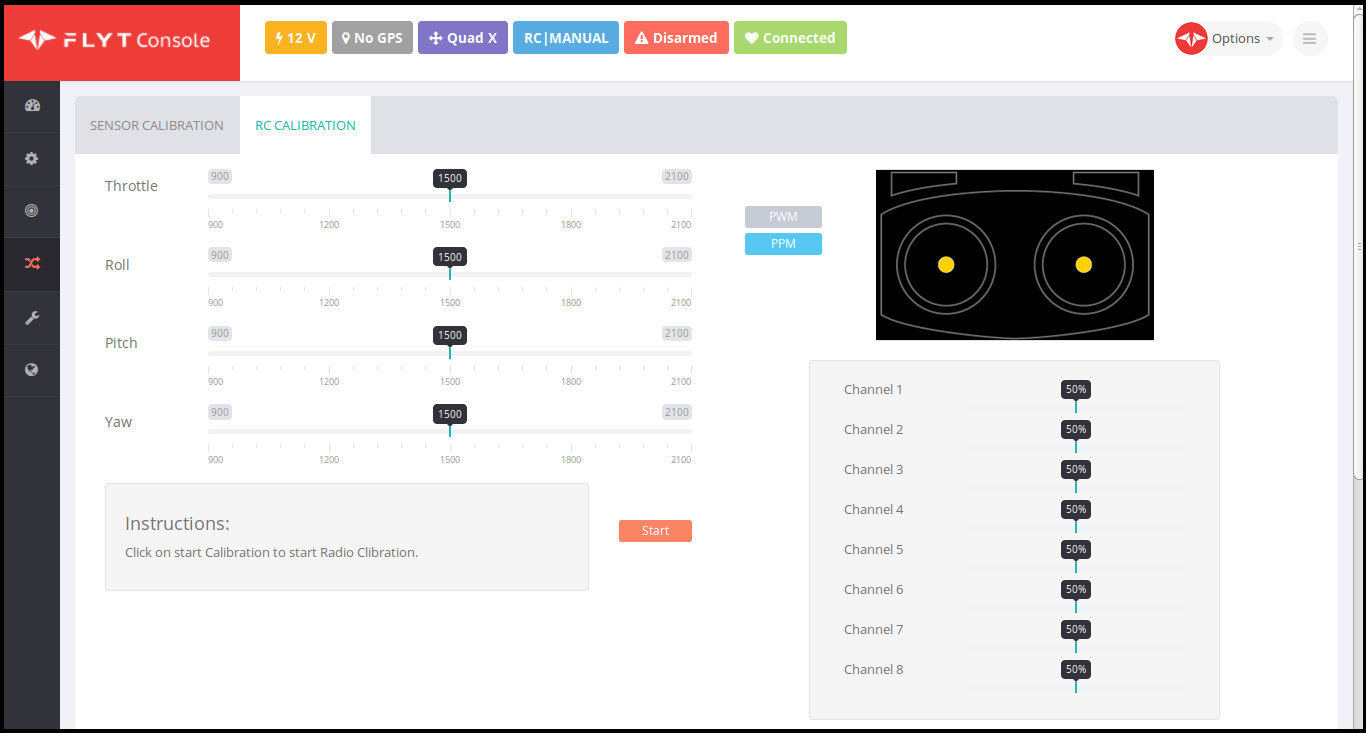 FLYT Console
12 V
No GPS
Quad X
RC|MANUAL
Disarmed
Connected
Options
SENSOR CALIBRATION
RC CALIBRATION
Throttle
900
1500
2100
900
1500
1800
2100
Roll
900
1500
2100
900
1200
1500
1800
2100
Pitch
900
1500
2100
900
1200
1500
1800
2100
Yaw
900
1500
2100
900
1200
1500
1800
2100
Instructions:
Click on start Calibration to start Radio Clibration.
Start
PWM
PPM
Channel 1 50%
Channel 2 50%
Channel 3 50%
Channel 4 50%
Channel 5 50%
Channel 6 50%
Channel 7 50%
Channel 8 50%